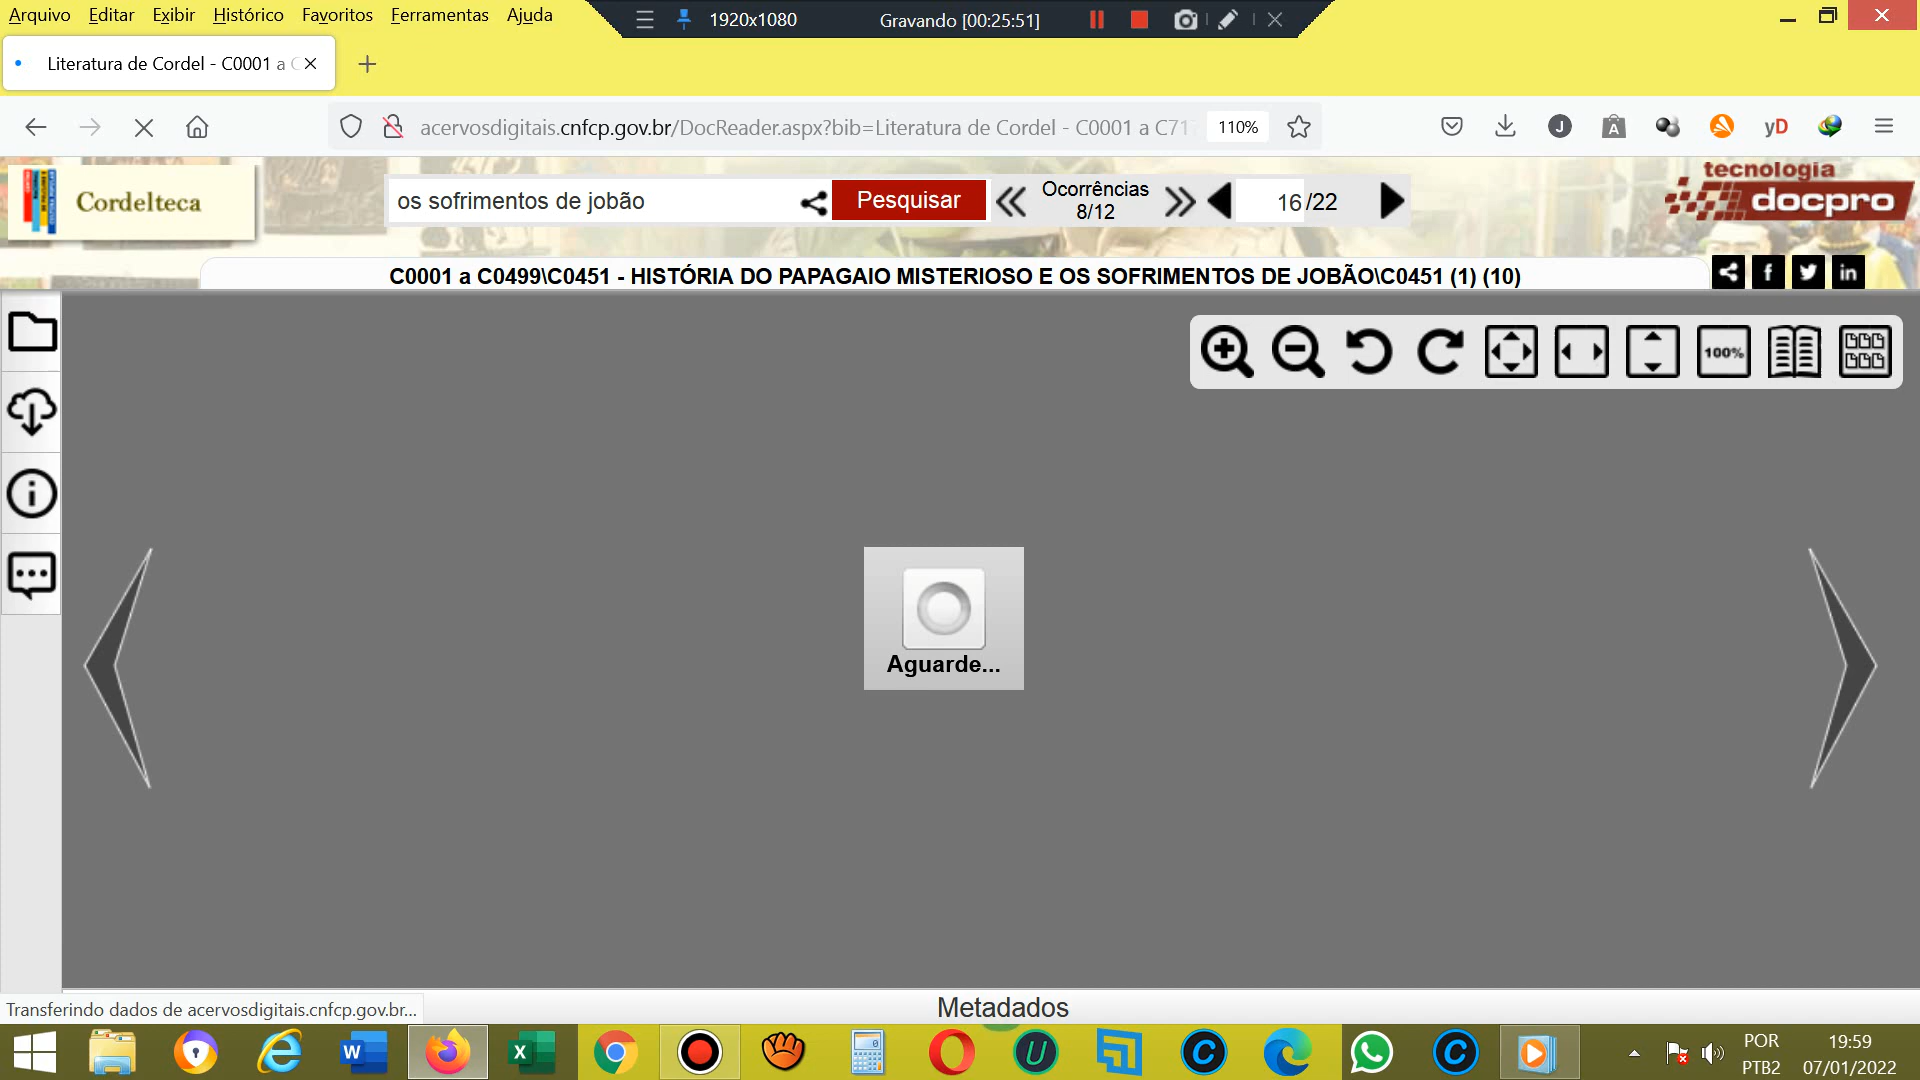 Arquivo Editar Exibir Histórico Favoritos Ferramentas Ajuda
1920x1080 Gravando [00:25:51]
Literatura de Cordel - C0001 a C
acervosdigitais.cnfcp.gov.br/DocReader.aspx?bib=Literatura de Cordel - C0001 a C717 110%
J A yD
Cordelteca
os sofrimentos de jobão Pesquisar
Ocorrências
8/12
16 /22
tecnologia
docpro
C0001 a C0499\C0451 - HISTÓRIA DO PAPAGAIO MISTERIOSO E OS SOFRIMENTOS DE JOBÃO\C0451 (1) (10)
f in
100%
Aguarde...
Transferindo dados de acervosdigitais.cnfcp.gov.br...
Metadados
POR
PTB2
19:59
07/01/2022